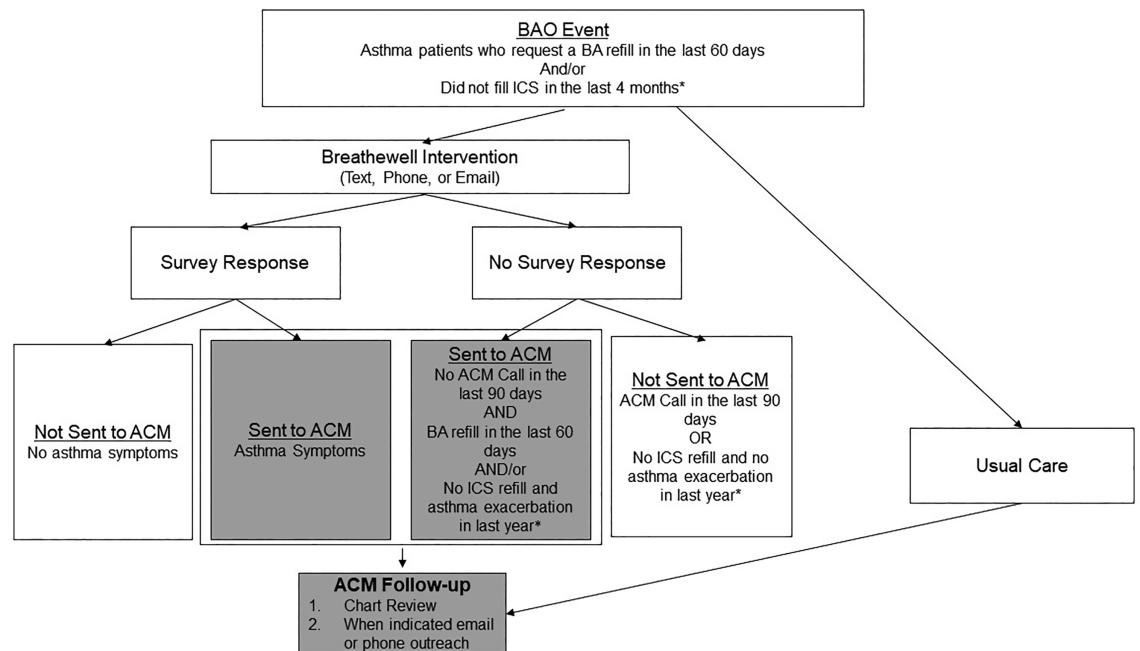 BAO Event
Asthma patients who request a BA refill in the last 60 days
And/or
Did not fill ICS in the last 4 months*
Breathewell Intervention
(Text, Phone, or Email)
Survey Response
No Survey Response
Not Sent to ACM
No asthma symptoms
Sent to ACM
Asthma Symptoms
Sent to ACM
No ACM Call in the
last 90 days
AND
BA refill in the last 60
days
AND/or
No ICS refill and
asthma exacerbation
in last year*
Not Sent to ACM
ACM Call in the last 90
days
OR
No ICS refill and no
asthma exacerbation
in last year*
Usual Care
ACM Follow-up
1. Chart Review
2. When indicated email
or phone outreach